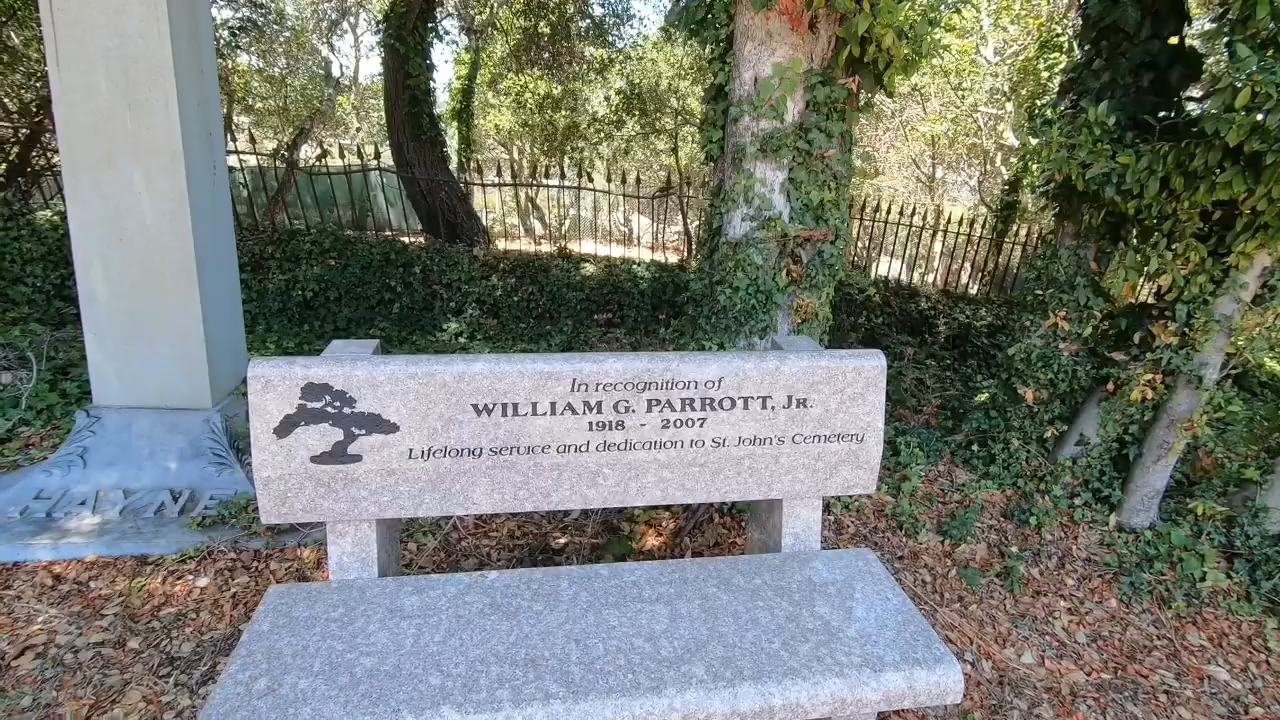 In recognition of
WILLIAM G. PARROTT, JR.
1918 - 2007
Lifelong service and dedication to St. John's Cemetery
HAYNE